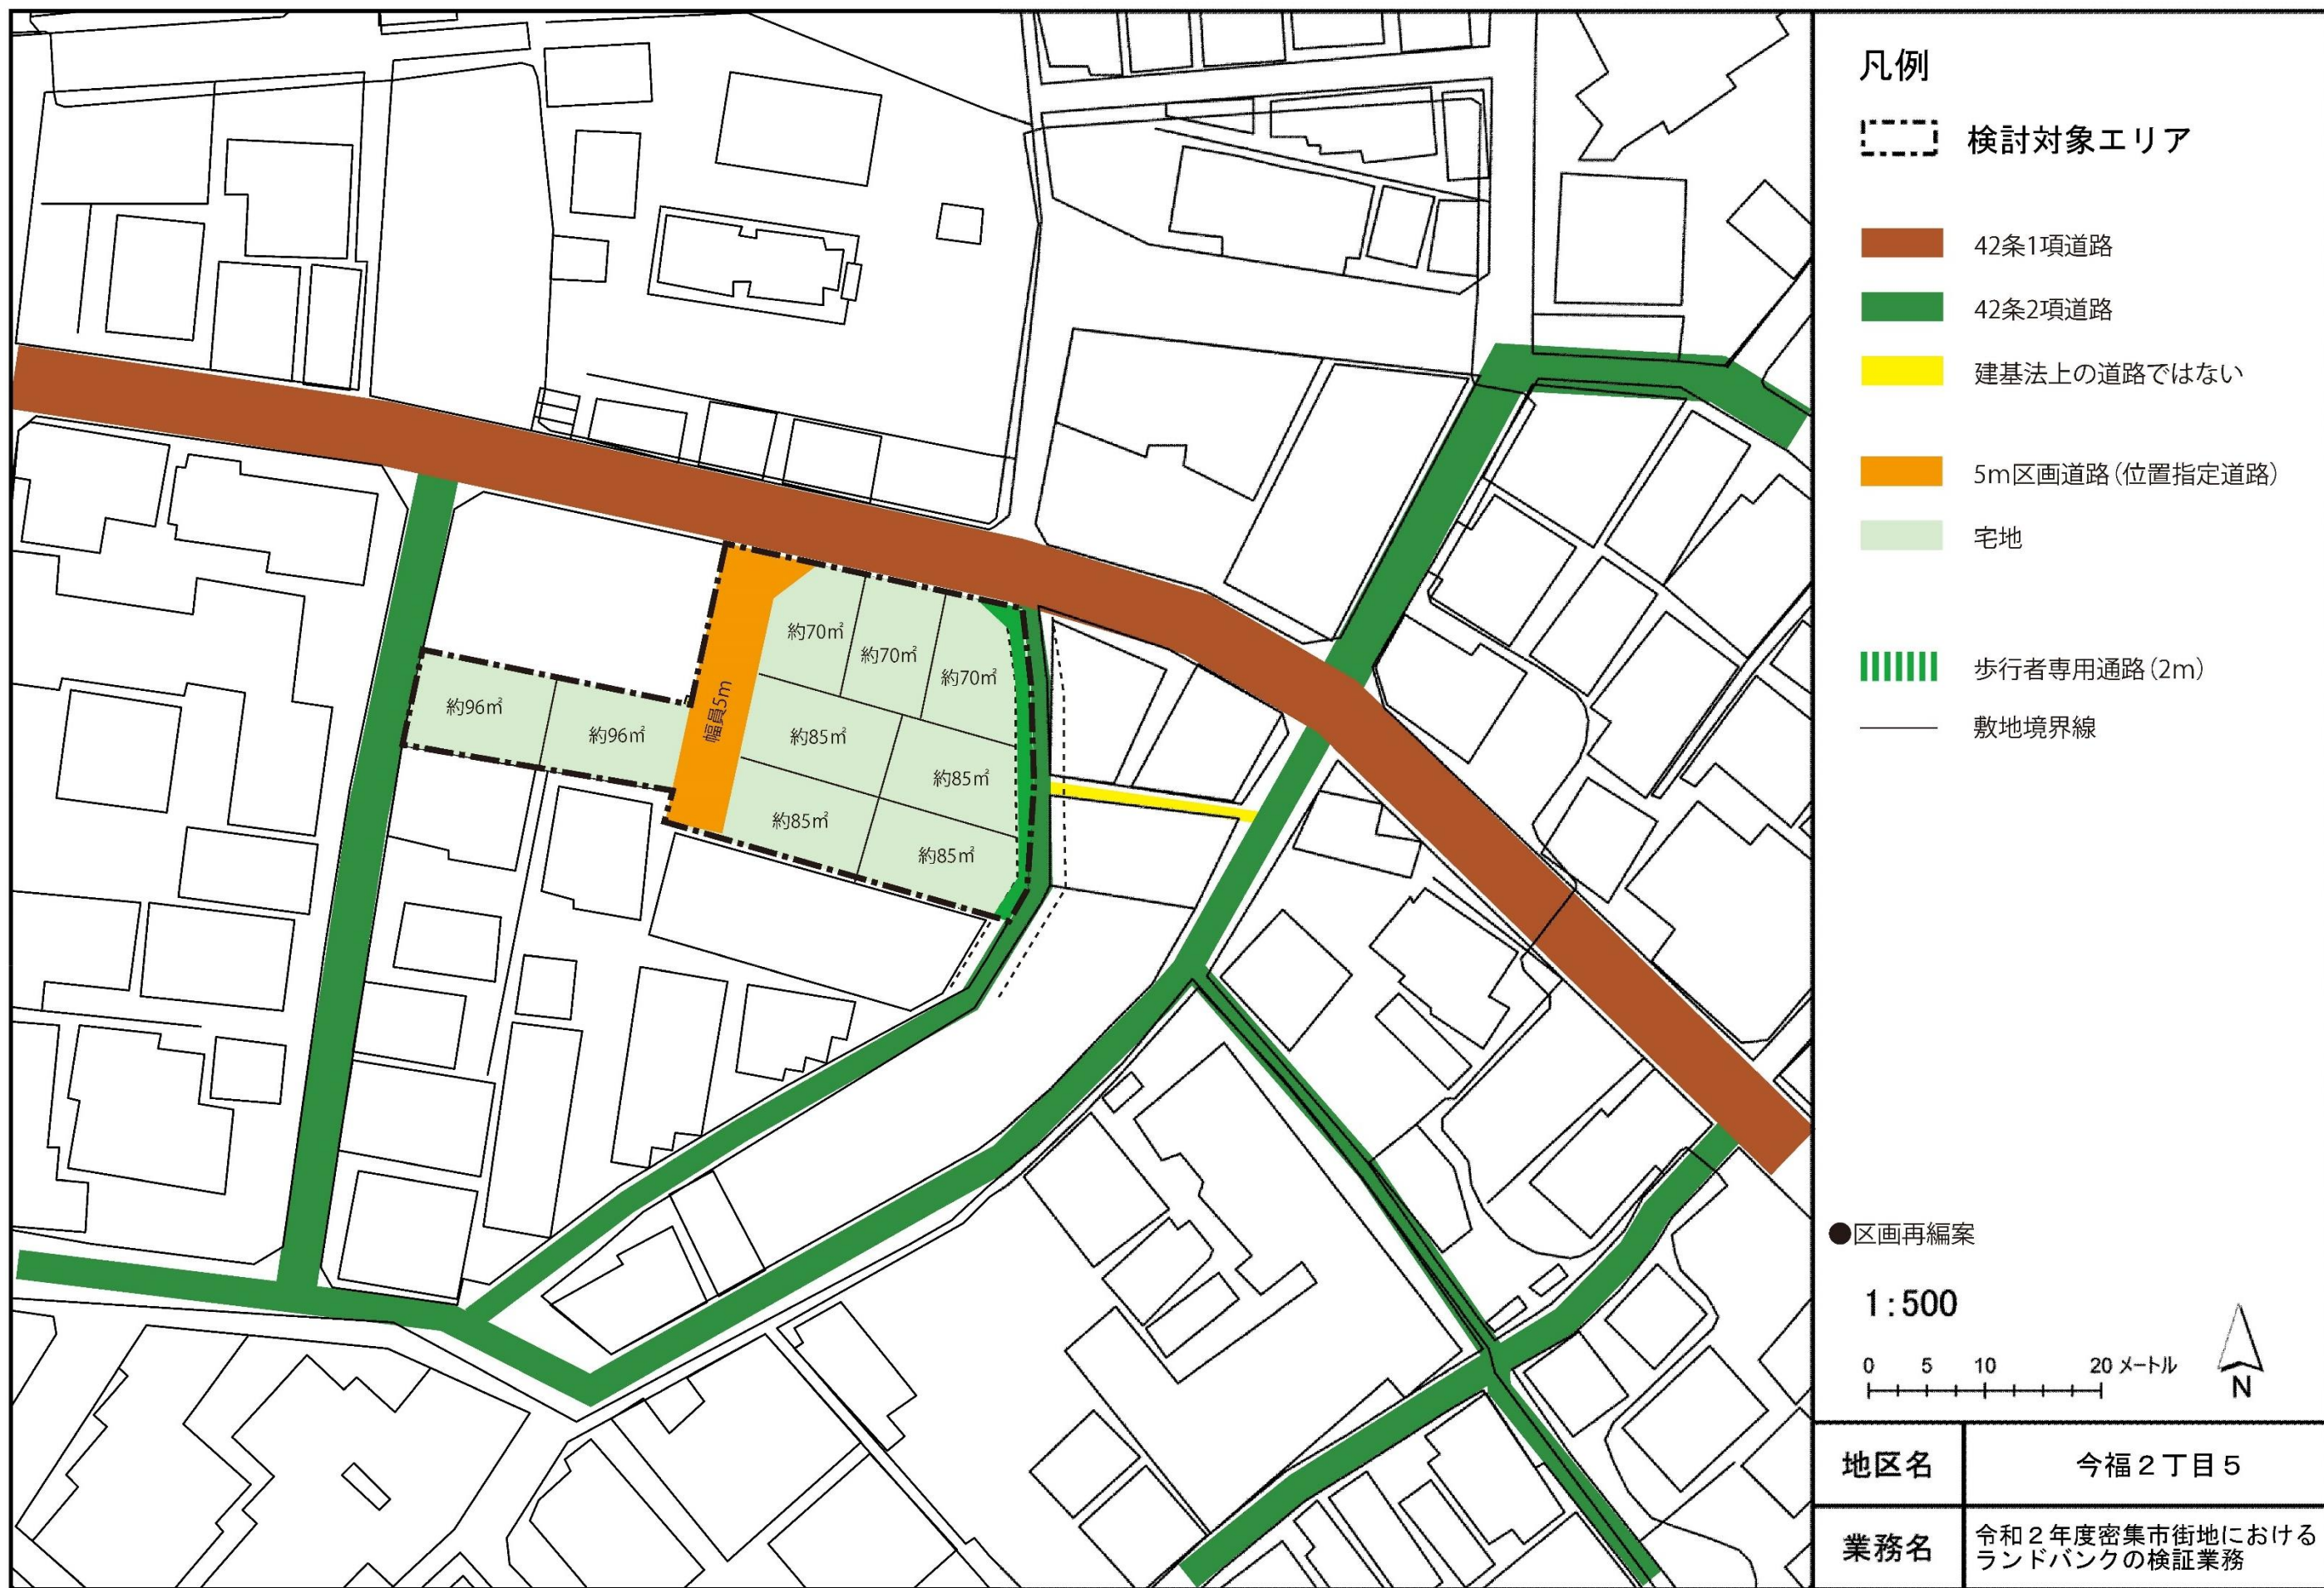 約70㎡
約70㎡
約70㎡
約96㎡
約96㎡
幅員5m
約85㎡
約85㎡
約85㎡
約85㎡
凡例
検討対象エリア
42条1項道路
42条2項道路
建基法上の道路ではない
5m区画道路(位置指定道路)
宅地
歩行者専用通路(2m)
敷地境界線
●区画再編案
1:500
0 5 10 20 メートル
N
地区名 今福2丁目5
業務名 令和2年度密集市街地における
ランドバンクの検証業務